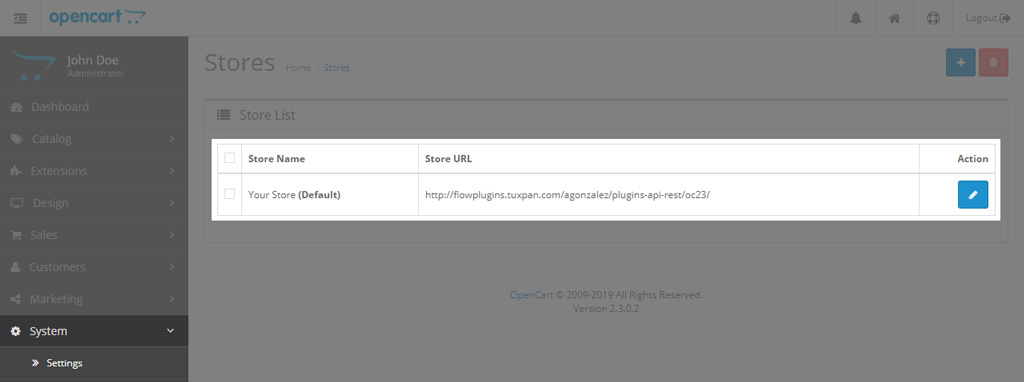 opencart
Logout
John Doe
Administrator
Stores
Home / Stores
Dashboard
Catalog
Extensions
Design
Sales
Customers
Marketing
System
Settings
Store List
Store Name Store URL Action
Your Store (Default) http://flowplugins.tuxpan.com/agonzalez/plugins-api-rest/oc23/
OpenCart © 2009-2019 All Rights Reserved.
Version 2.3.0.2